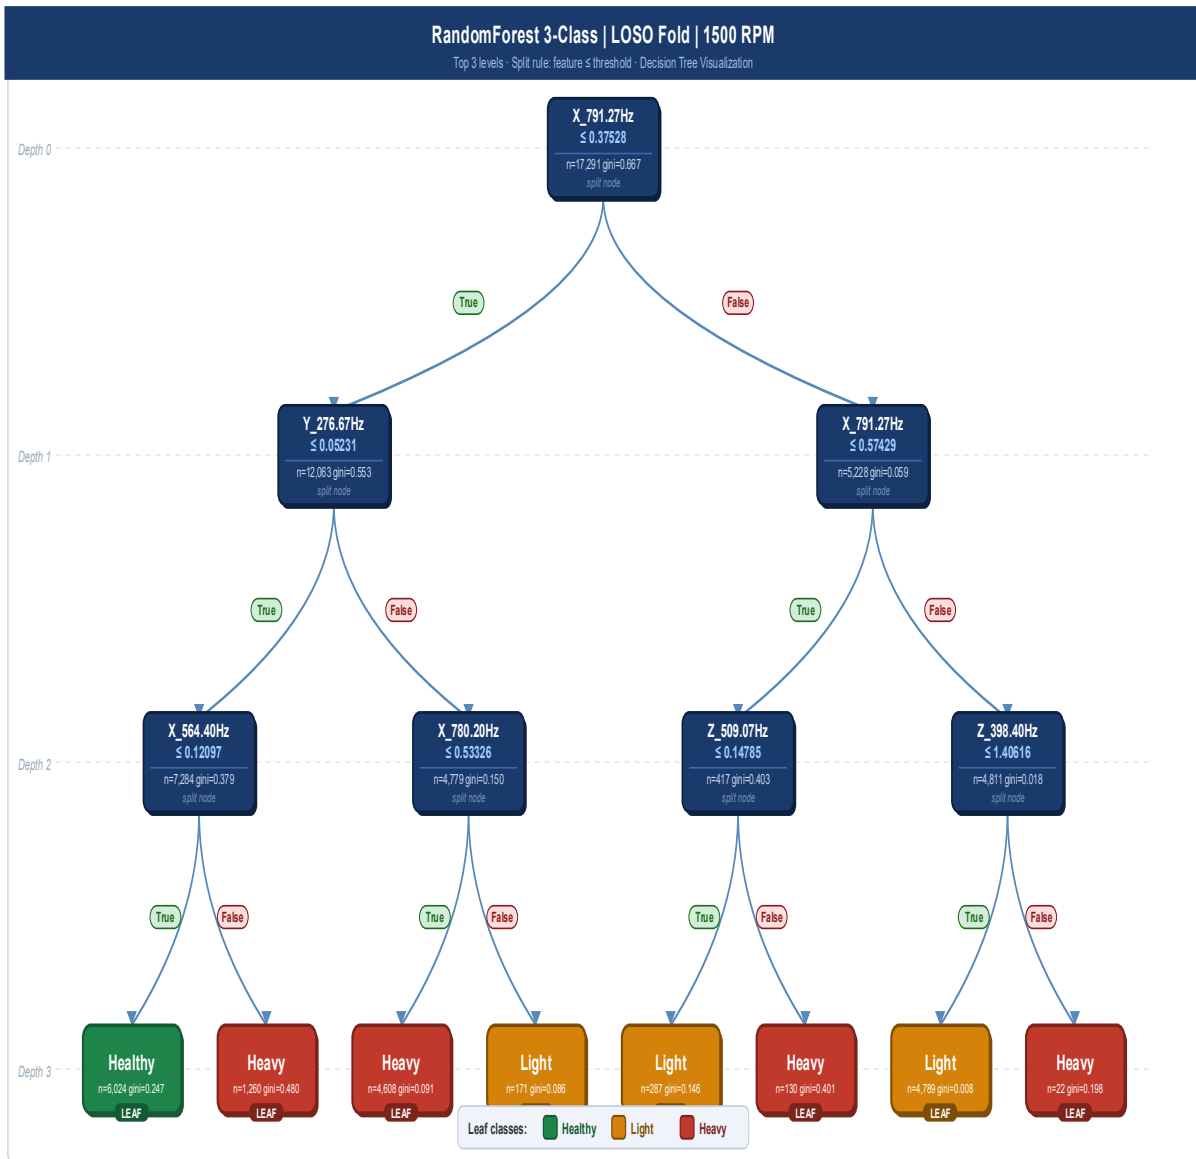 RandomForest 3-Class | LOSO Fold | 1500 RPM
Top 3 levels · Split rule: feature ≤ threshold · Decision Tree Visualization
Depth 0
X_791.27Hz
≤ 0.37528
n=17,291 gini=0.667
split node
True
False
Depth 1
Y_276.67Hz
≤ 0.05231
n=12,063 gini=0.553
split node
X_791.27Hz
≤ 0.57429
n=5,228 gini=0.059
split node
True
False
True
False
Depth 2
X_564.40Hz
≤ 0.12097
n=7,284 gini=0.379
split node
X_780.20Hz
≤ 0.53326
n=4,779 gini=0.150
split node
Z_509.07Hz
≤ 0.14785
n=417 gini=0.403
split node
Z_398.40Hz
≤ 1.40616
n=4,811 gini=0.018
split node
True
False
True
False
True
False
True
False
Depth 3
Healthy
n=6,024 gini=0.247
LEAF
Heavy
n=1,260 gini=0.480
LEAF
Heavy
n=4,608 gini=0.091
LEAF
Light
n=171 gini=0.086
Light
n=287 gini=0.146
Heavy
n=130 gini=0.401
LEAF
Light
n=4,789 gini=0.008
LEAF
Heavy
n=22 gini=0.198
LEAF
Leaf classes:
Healthy
Light
Heavy